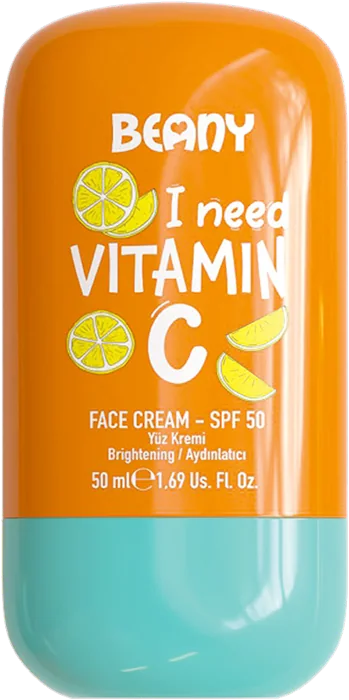 BEANY
I need
VITAMIN
C
FACE CREAM - SPF 50
Yüz Kremi
Brightening / Aydınlatıcı
50 ml℮1.69 Us. Fl. Oz.